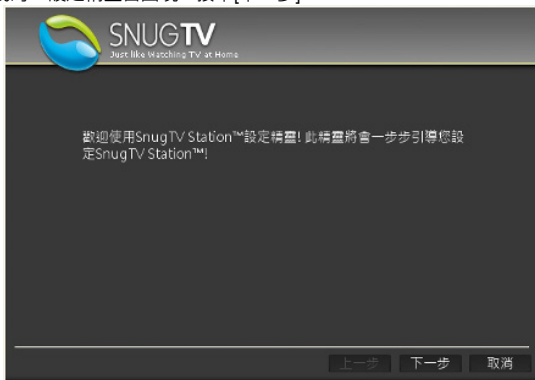 SNUGTV
Just like Watching TV at Home
歡迎使用SnugTV Station™設定精靈! 此精靈將會一步步引導您設
定SnugTV Station™!
上一步 下一步 取消